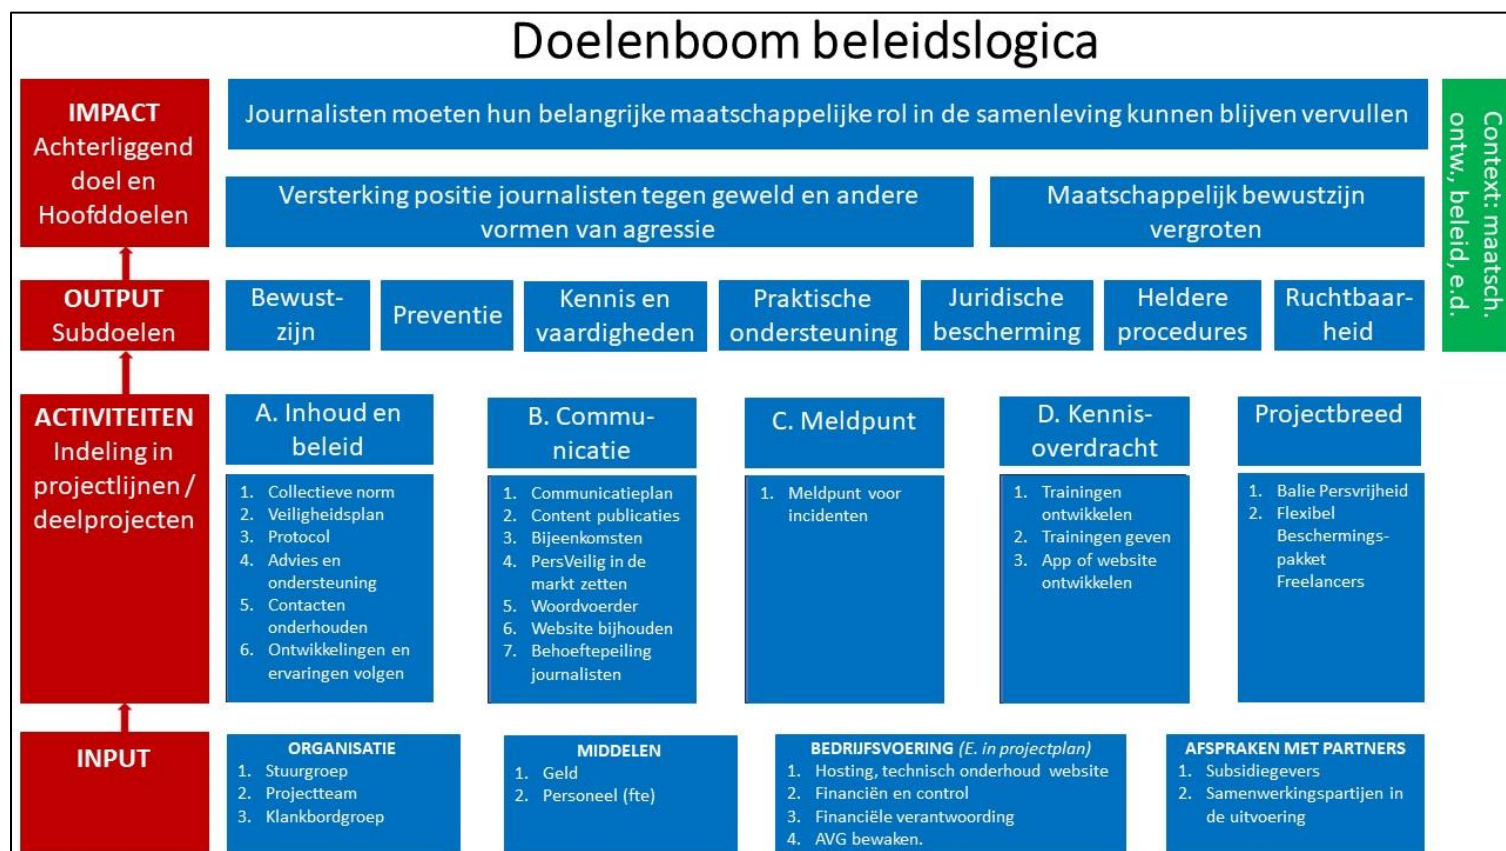 Doelenboom beleidslogica
IMPACT
Achterliggend
doel en
Hoofddoelen
Journalisten moeten hun belangrijke maatschappelijke rol in de samenleving kunnen blijven vervullen
Versterking positie journalisten tegen geweld en andere
vormen van agressie
Maatschappelijk bewustzijn
vergroten
Context: maatsch.
ontw., beleid, e.d.
OUTPUT
Subdoelen
Bewust-
zijn
Preventie
Kennis en
vaardigheden
Praktische
ondersteuning
Juridische
bescherming
Heldere
procedures
Ruchtbaar-
heid
ACTIVITEITEN
Indeling in
projectlijnen /
deelprojecten
A. Inhoud en
beleid
1. Collectieve norm
2. Veiligheidsplan
3. Protocol
4. Advies en
ondersteuning
5. Contacten
onderhouden
6. Ontwikkelingen en
ervaringen volgen
B. Commu-
nicatie
1. Communicatieplan
2. Content publicaties
3. Bijeenkomsten
4. PersVeilig in de
markt zetten
5. Woordvoerder
6. Website bijhouden
7. Behoeftepeiling
journalisten
C. Meldpunt
1. Meldpunt voor
incidenten
D. Kennis-
overdracht
1. Trainingen
ontwikkelen
2. Trainingen geven
3. App of website
ontwikkelen
Projectbreed
1. Balie Persvrijheid
2. Flexibel
Beschermings-
pakket
Freelancers
INPUT
ORGANISATIE
1. Stuurgroep
2. Projectteam
3. Klankbordgroep
MIDDELEN
1. Geld
2. Personeel (fte)
BEDRIJFSVOERING (E. in projectplan)
1. Hosting, technisch onderhoud website
2. Financiën en control
3. Financiële verantwoording
4. AVG bewaken.
AFSPRAKEN MET PARTNERS
1. Subsidiegevers
2. Samenwerkingspartijen in
de uitvoering